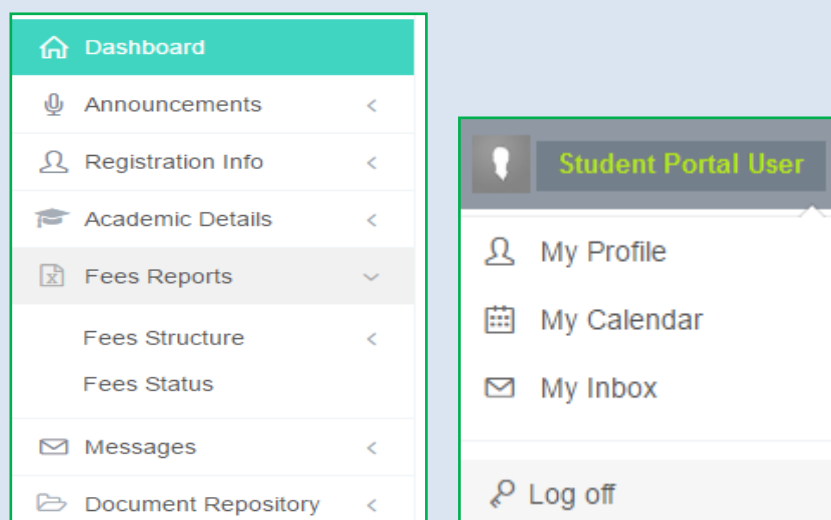 Dashboard
Announcements
Registration Info
Academic Details
Fees Reports
Fees Structure
Fees Status
Messages
Document Repository
Student Portal User
My Profile
My Calendar
My Inbox
Log off